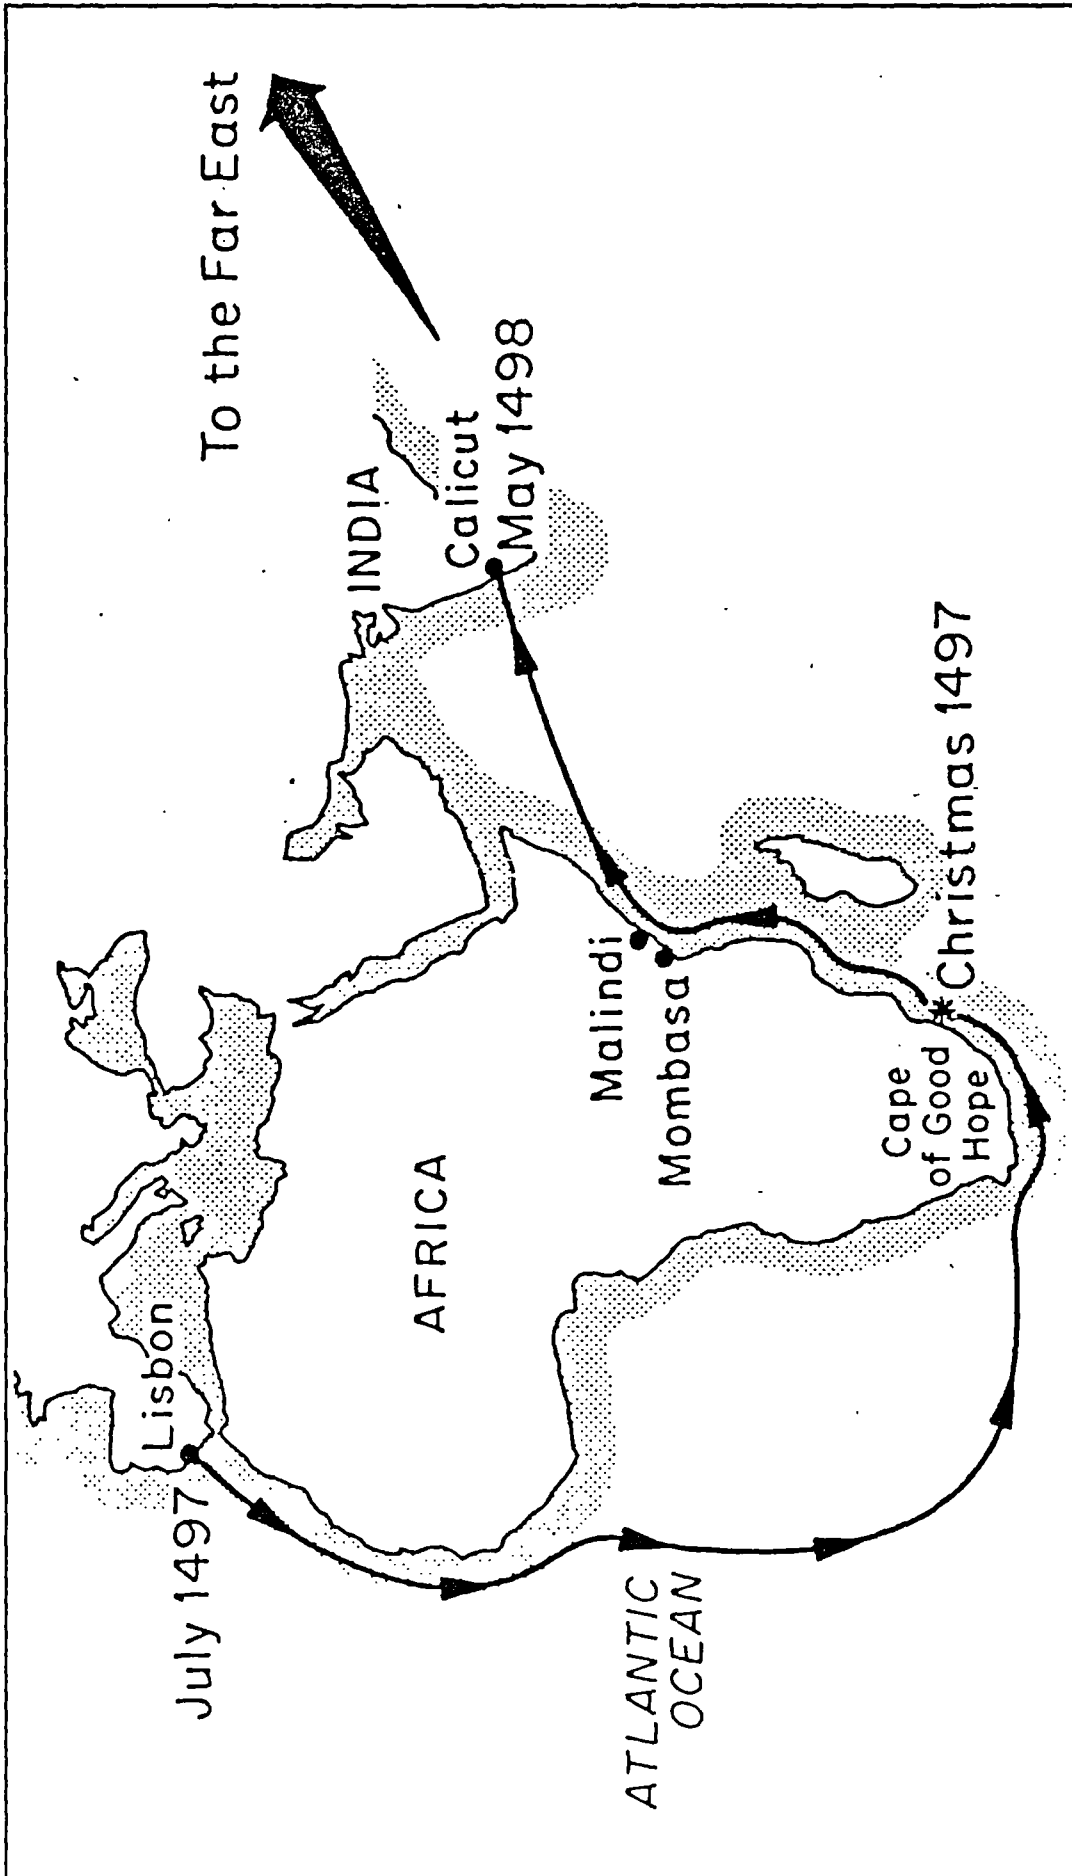 To the Far East
INDIA
Calicut
May 1498
Lisbon
July 1497
AFRICA
Malindi
Mombasa
Cape
of Good
Hope
Christmas 1497
ATLANTIC
OCEAN